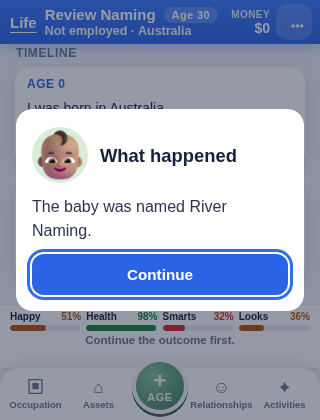 Life
Review Naming Age 30
Not employed · Australia
MONEY
$0
TIMELINE
AGE 0
I was born in Australia
What happened
The baby was named River
Naming.
Continue
Happy 51% Health 98% Smarts 32% Looks 36%
Continue the outcome first.
Occupation
Assets
+
AGE
Relationships
Activities